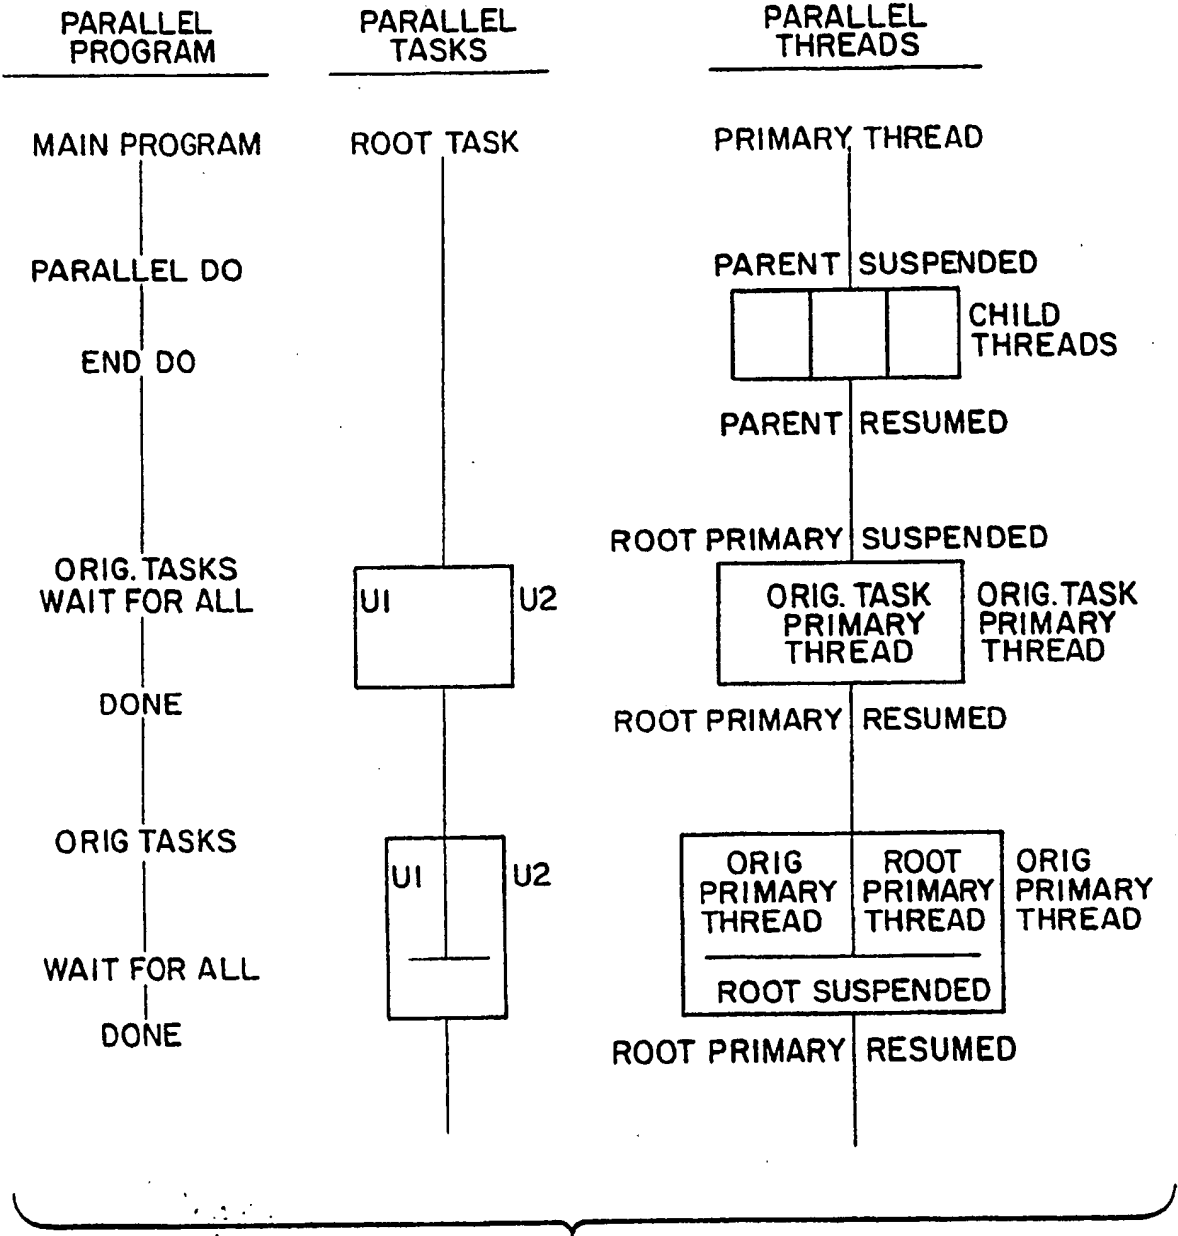 PARALLEL
PROGRAM
PARALLEL
TASKS
PARALLEL
THREADS
MAIN PROGRAM
ROOT TASK
PRIMARY THREAD
PARALLEL DO
PARENT SUSPENDED
CHILD
THREADS
END DO
PARENT RESUMED
ROOT PRIMARY SUSPENDED
ORIG. TASKS
WAIT FOR ALL
U1
U2
ORIG. TASK
PRIMARY
THREAD
ORIG. TASK
PRIMARY
THREAD
DONE
ROOT PRIMARY RESUMED
ORIG TASKS
U1
U2
ORIG
PRIMARY
THREAD
ROOT
PRIMARY
THREAD
ORIG
PRIMARY
THREAD
WAIT FOR ALL
ROOT SUSPENDED
DONE
ROOT PRIMARY RESUMED